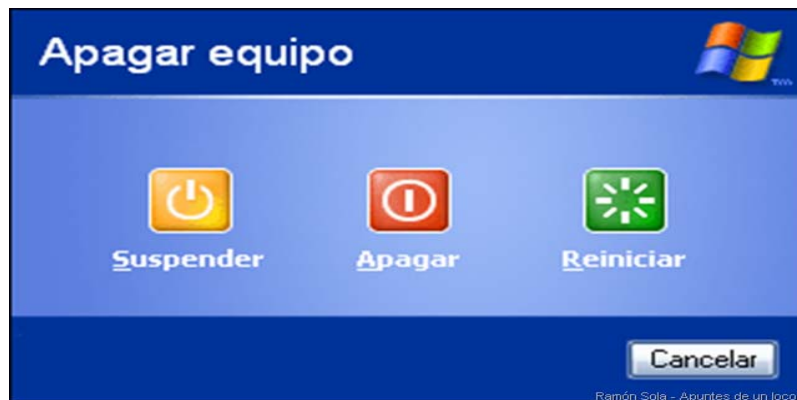 Apagar equipo
Suspender Apagar Reiniciar
Cancelar
Ramón Sola - Apuntes de un loco